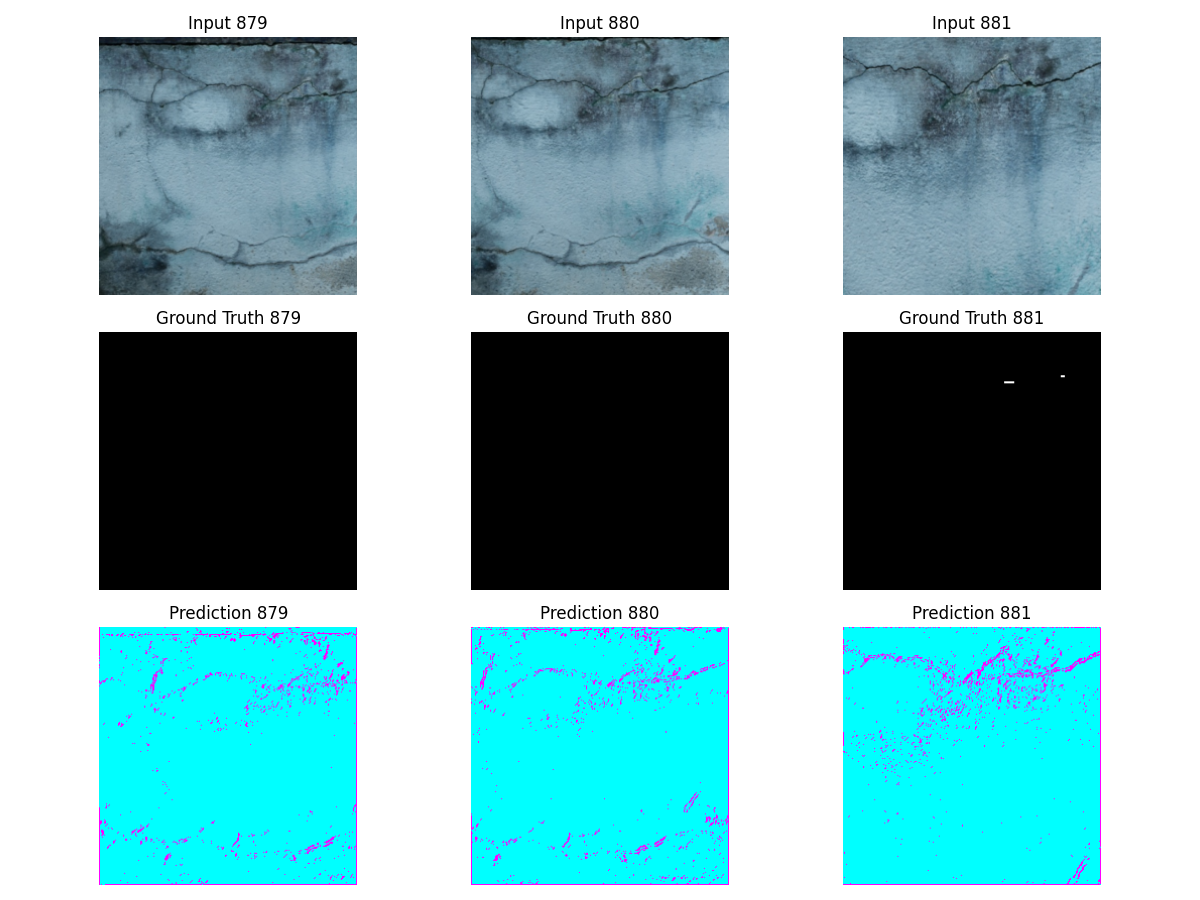 Input 879
Input 880
Input 881
Ground Truth 879
Ground Truth 880
Ground Truth 881
Prediction 879
Prediction 880
Prediction 881